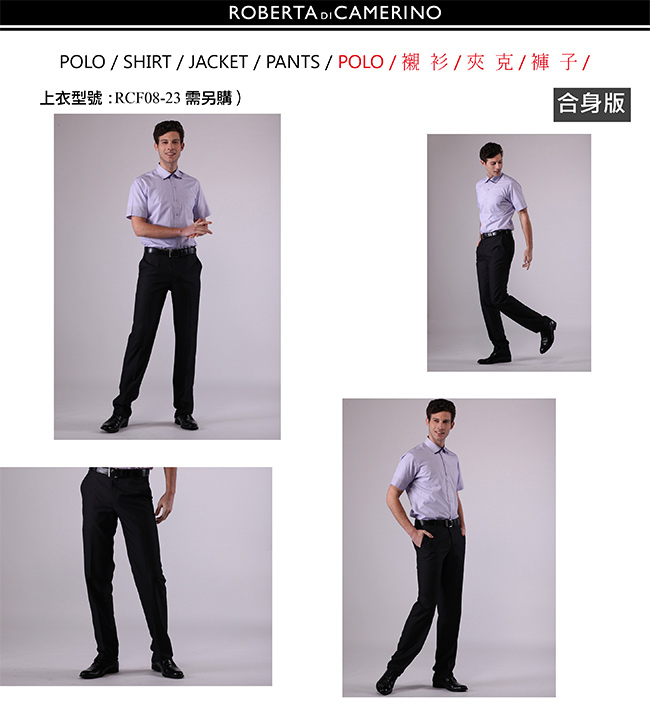 ROBERTA DI CAMERINO
POLO / SHIRT / JACKET / PANTS / POLO / 襯 衫 / 夾 克 / 褲 子 /
上衣型號 : RCF08-23 需另購 )
合身版